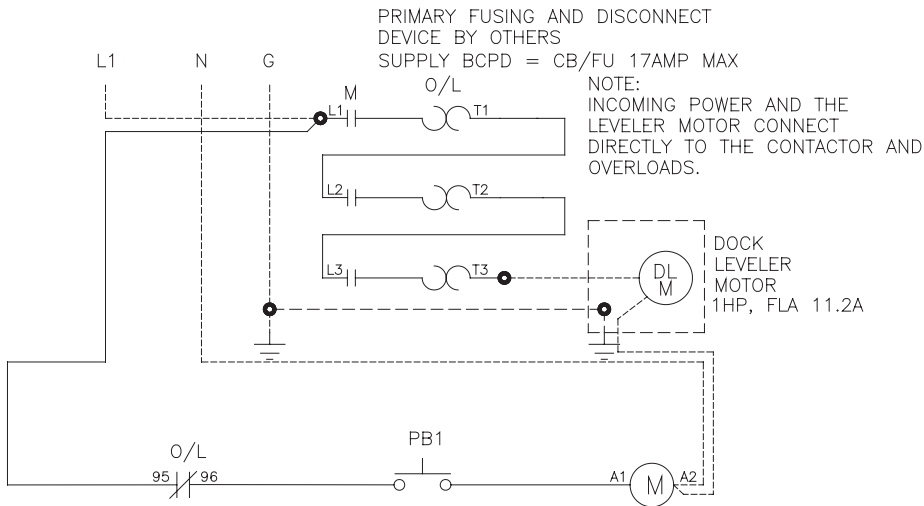 PRIMARY FUSING AND DISCONNECT
DEVICE BY OTHERS
SUPPLY BCPD = CB/FU 17AMP MAX
L1 N G
NOTE:
INCOMING POWER AND THE
LEVELER MOTOR CONNECT
DIRECTLY TO THE CONTACTOR AND
OVERLOADS.
M O/L
L1 T1
L2 T2
L3 T3
DL
M
DOCK
LEVELER
MOTOR
1HP, FLA 11.2A
O/L
95 96
PB1
A1 M A2